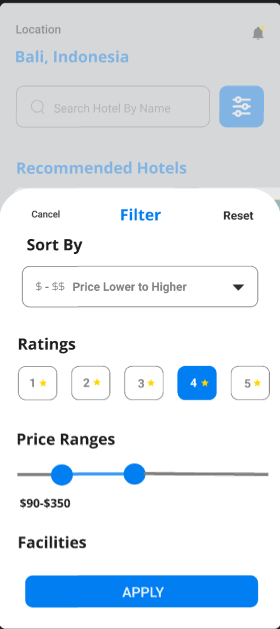 Location
Bali, Indonesia
Search Hotel By Name
Recommended Hotels
Cancel Filter Reset
Sort By
$ - $$ Price Lower to Higher
Ratings
1 2 3 4 5
Price Ranges
$90-$350
Facilities
APPLY